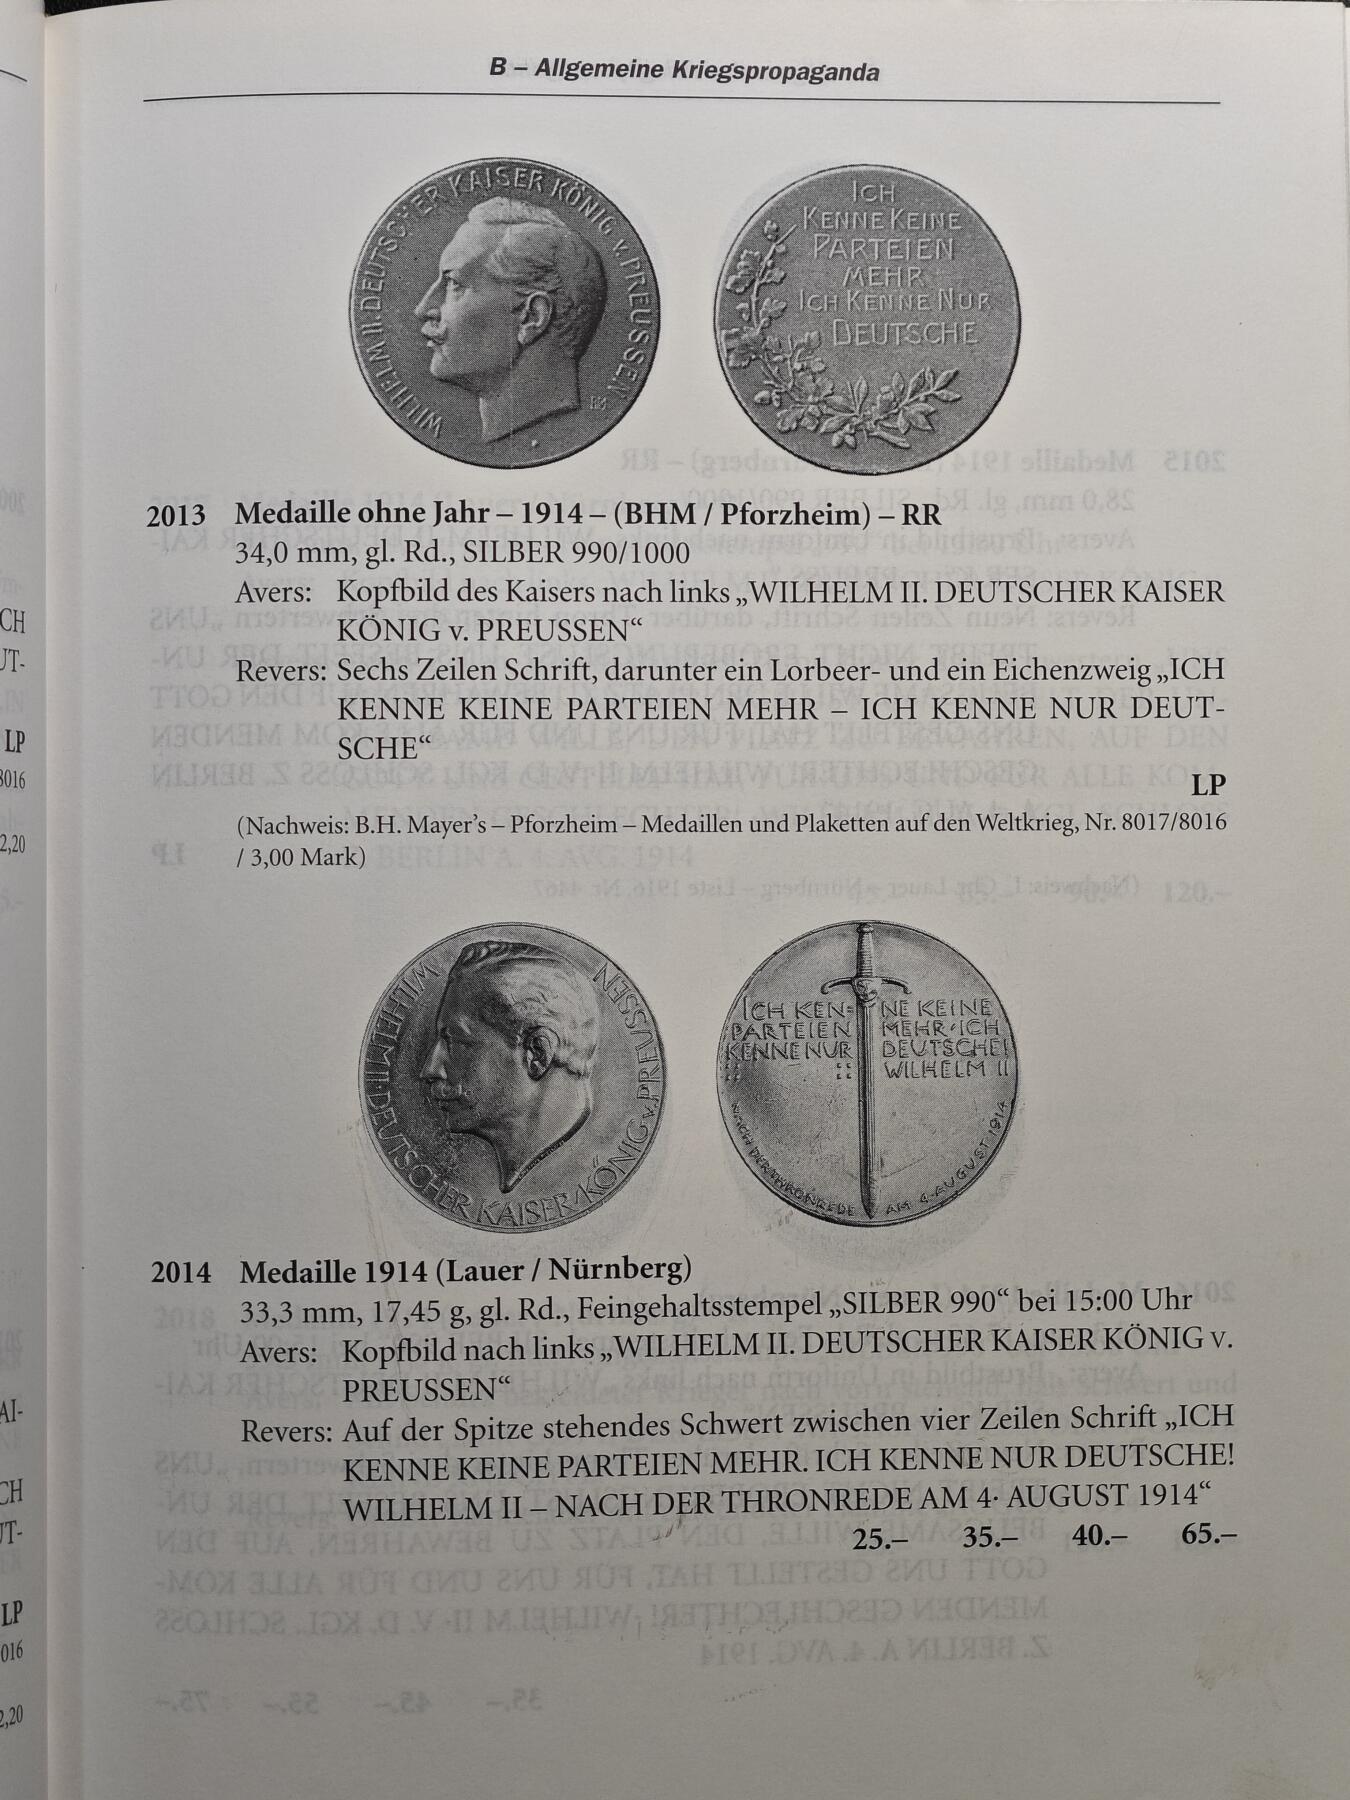 B – Allgemeine Kriegspropaganda
WILHELM II. DEUTSCHER KAISER KÖNIG v. PREUSSEN
ICH
KENNE KEINE
PARTEIEN
MEHR
ICH KENNE NUR
DEUTSCHE
2013 Medaille ohne Jahr – 1914 – (BHM / Pforzheim) – RR
34,0 mm, gl. Rd., SILBER 990/1000
Avers: Kopfbild des Kaisers nach links „WILHELM II. DEUTSCHER KAISER
KÖNIG v. PREUSSEN“
Revers: Sechs Zeilen Schrift, darunter ein Lorbeer- und ein Eichenzweig „ICH
KENNE KEINE PARTEIEN MEHR – ICH KENNE NUR DEUT-
SCHE“
LP
(Nachweis: B.H. Mayer’s – Pforzheim – Medaillen und Plaketten auf den Weltkrieg, Nr. 8017/8016
/ 3,00 Mark)
WILHELM II · DEUTSCHER KAISER / KÖNIG v. PREUSSEN
ICH KEN= NE KEINE
PARTEIEN MEHR · ICH
KENNE NUR DEUTSCHE!
:: :: WILHELM II
NACH DER THRONREDE AM 4. AUGUST 1914
2014 Medaille 1914 (Lauer / Nürnberg)
33,3 mm, 17,45 g, gl. Rd., Feingehaltsstempel „SILBER 990“ bei 15:00 Uhr
Avers: Kopfbild nach links „WILHELM II. DEUTSCHER KAISER KÖNIG v.
PREUSSEN“
Revers: Auf der Spitze stehendes Schwert zwischen vier Zeilen Schrift „ICH
KENNE KEINE PARTEIEN MEHR. ICH KENNE NUR DEUTSCHE!
WILHELM II – NACH DER THRONREDE AM 4· AUGUST 1914“
25.– 35.– 40.– 65.–